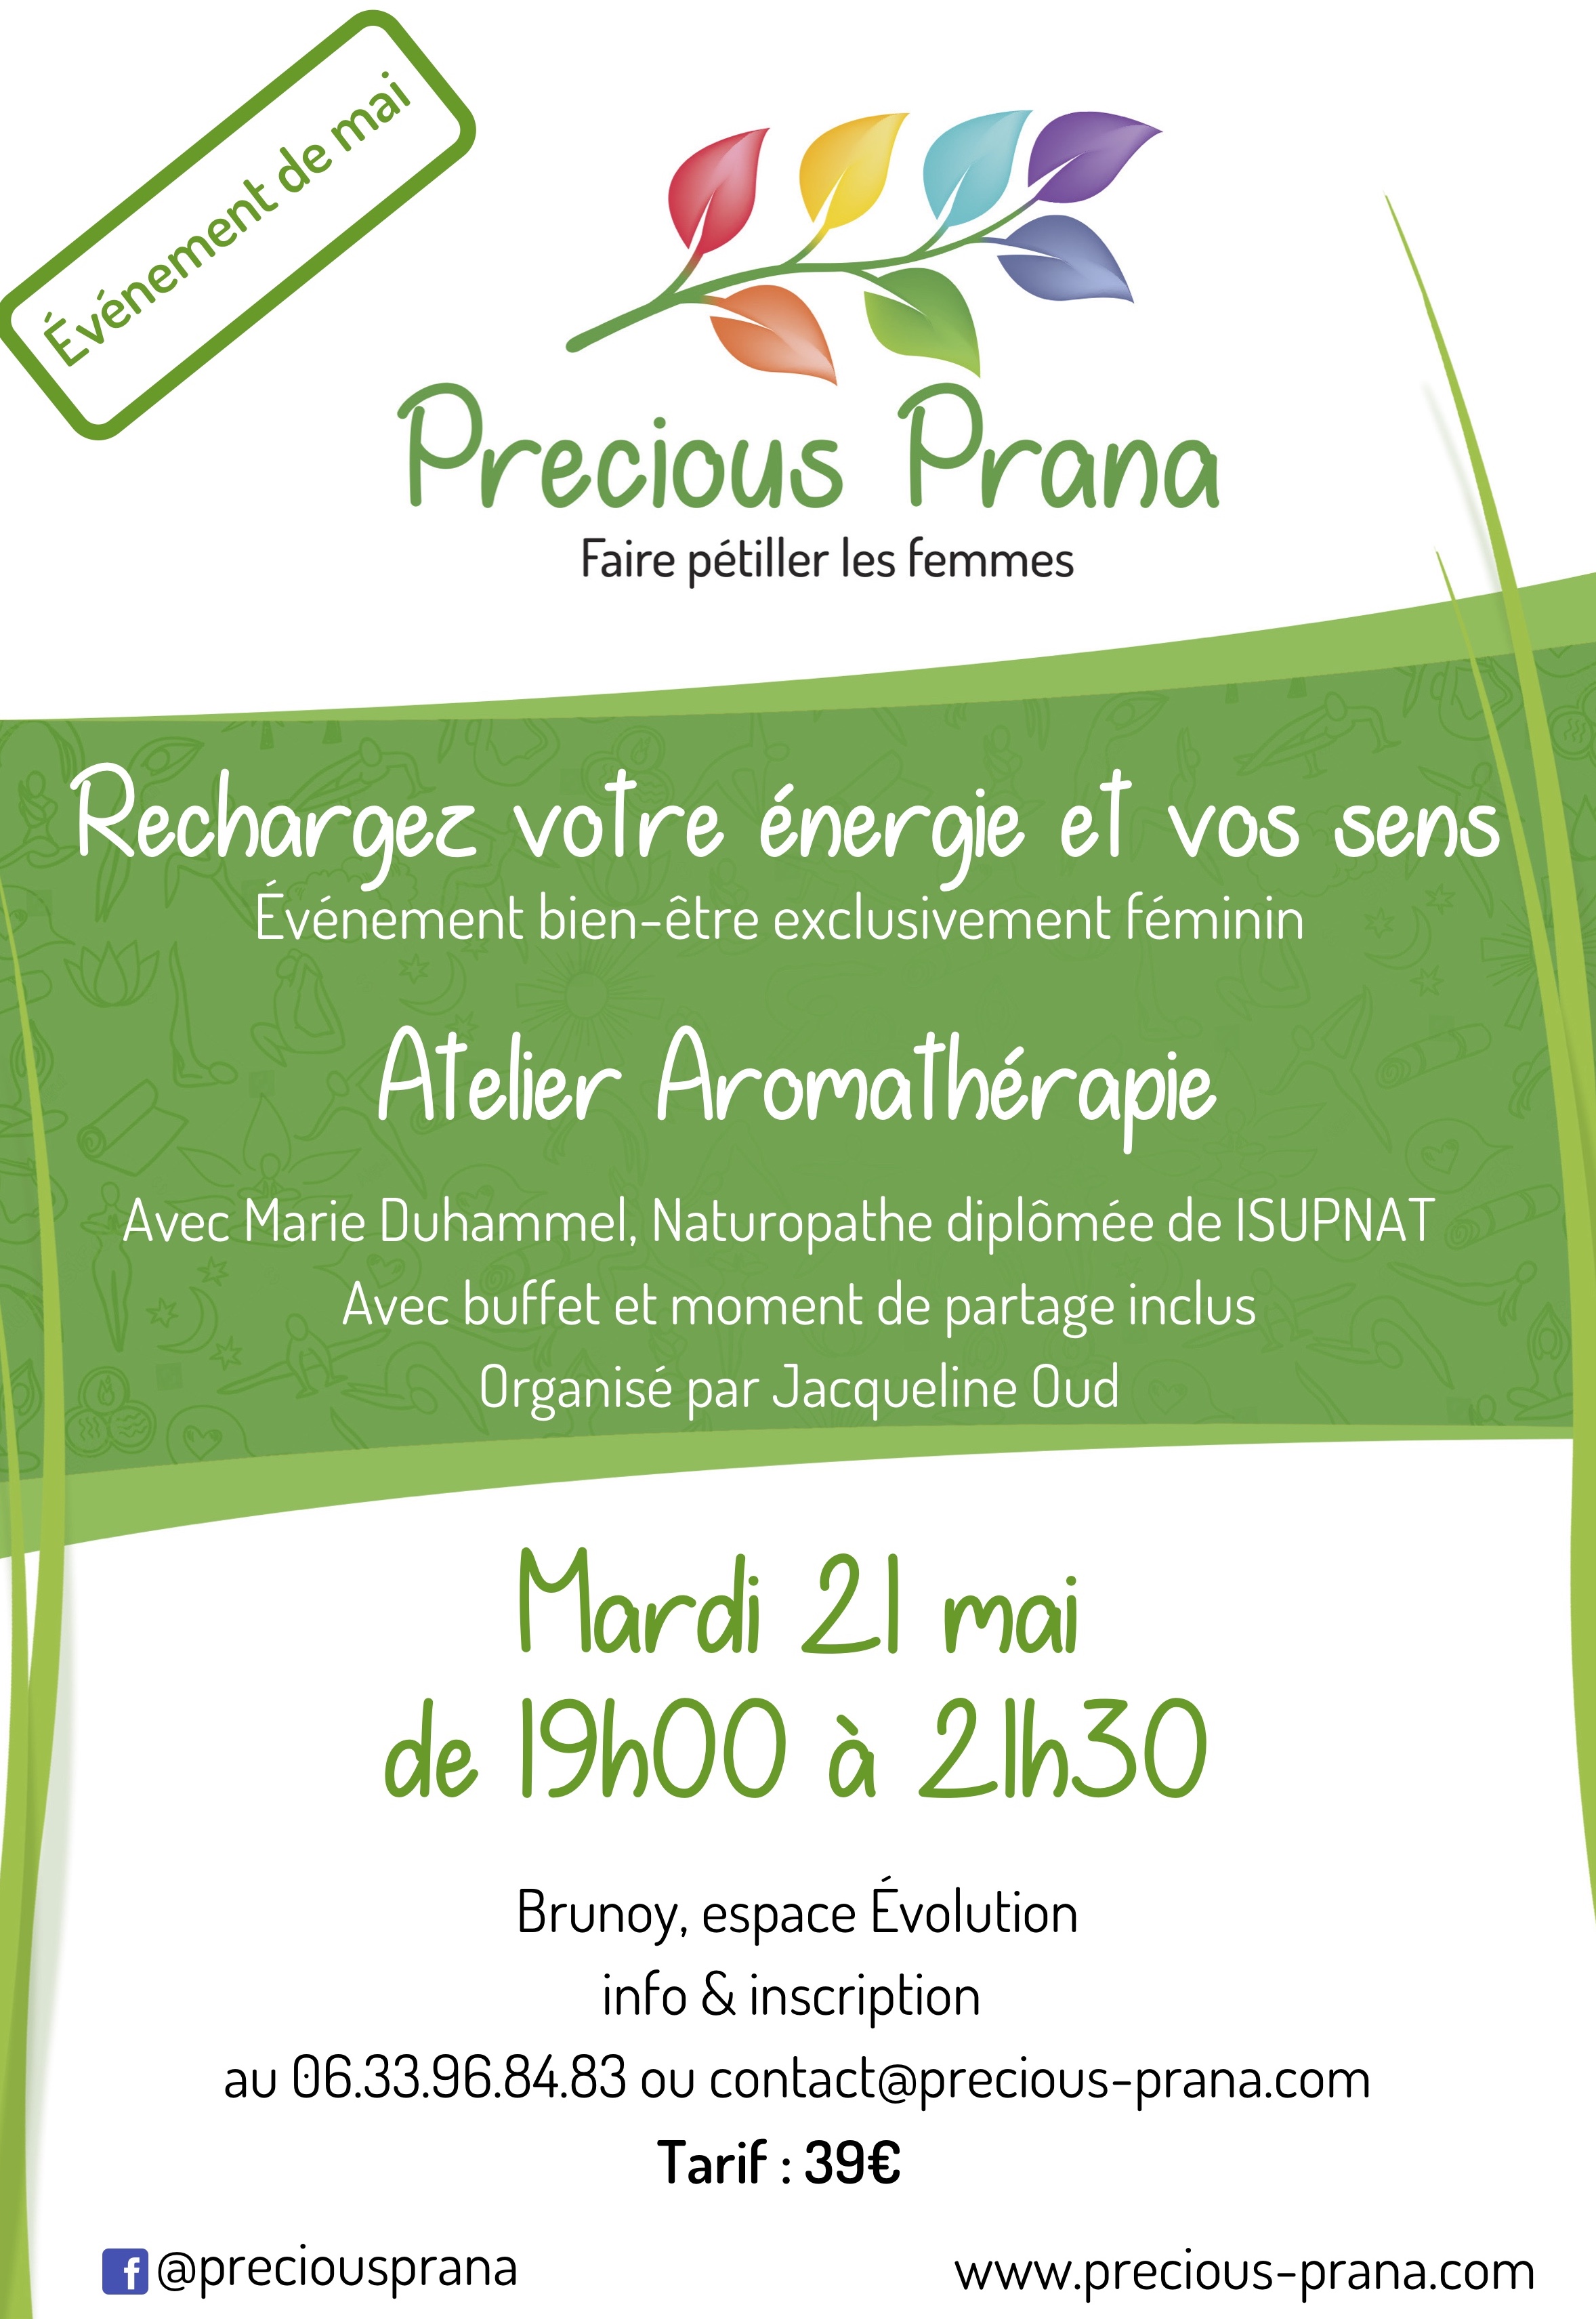 Événement de mai
Precious Prana
Faire pétiller les femmes
Rechargez votre énergie et vos sens
Événement bien-être exclusivement féminin
Atelier Aromathérapie
Avec Marie Duhammel, Naturopathe diplômée de ISUPNAT
Avec buffet et moment de partage inclus
Organisé par Jacqueline Oud
Mardi 21 mai
de 19h00 à 21h30
Brunoy, espace Évolution
info & inscription
au 06.33.96.84.83 ou contact@precious-prana.com
Tarif : 39€
f @preciousprana
www.precious-prana.com